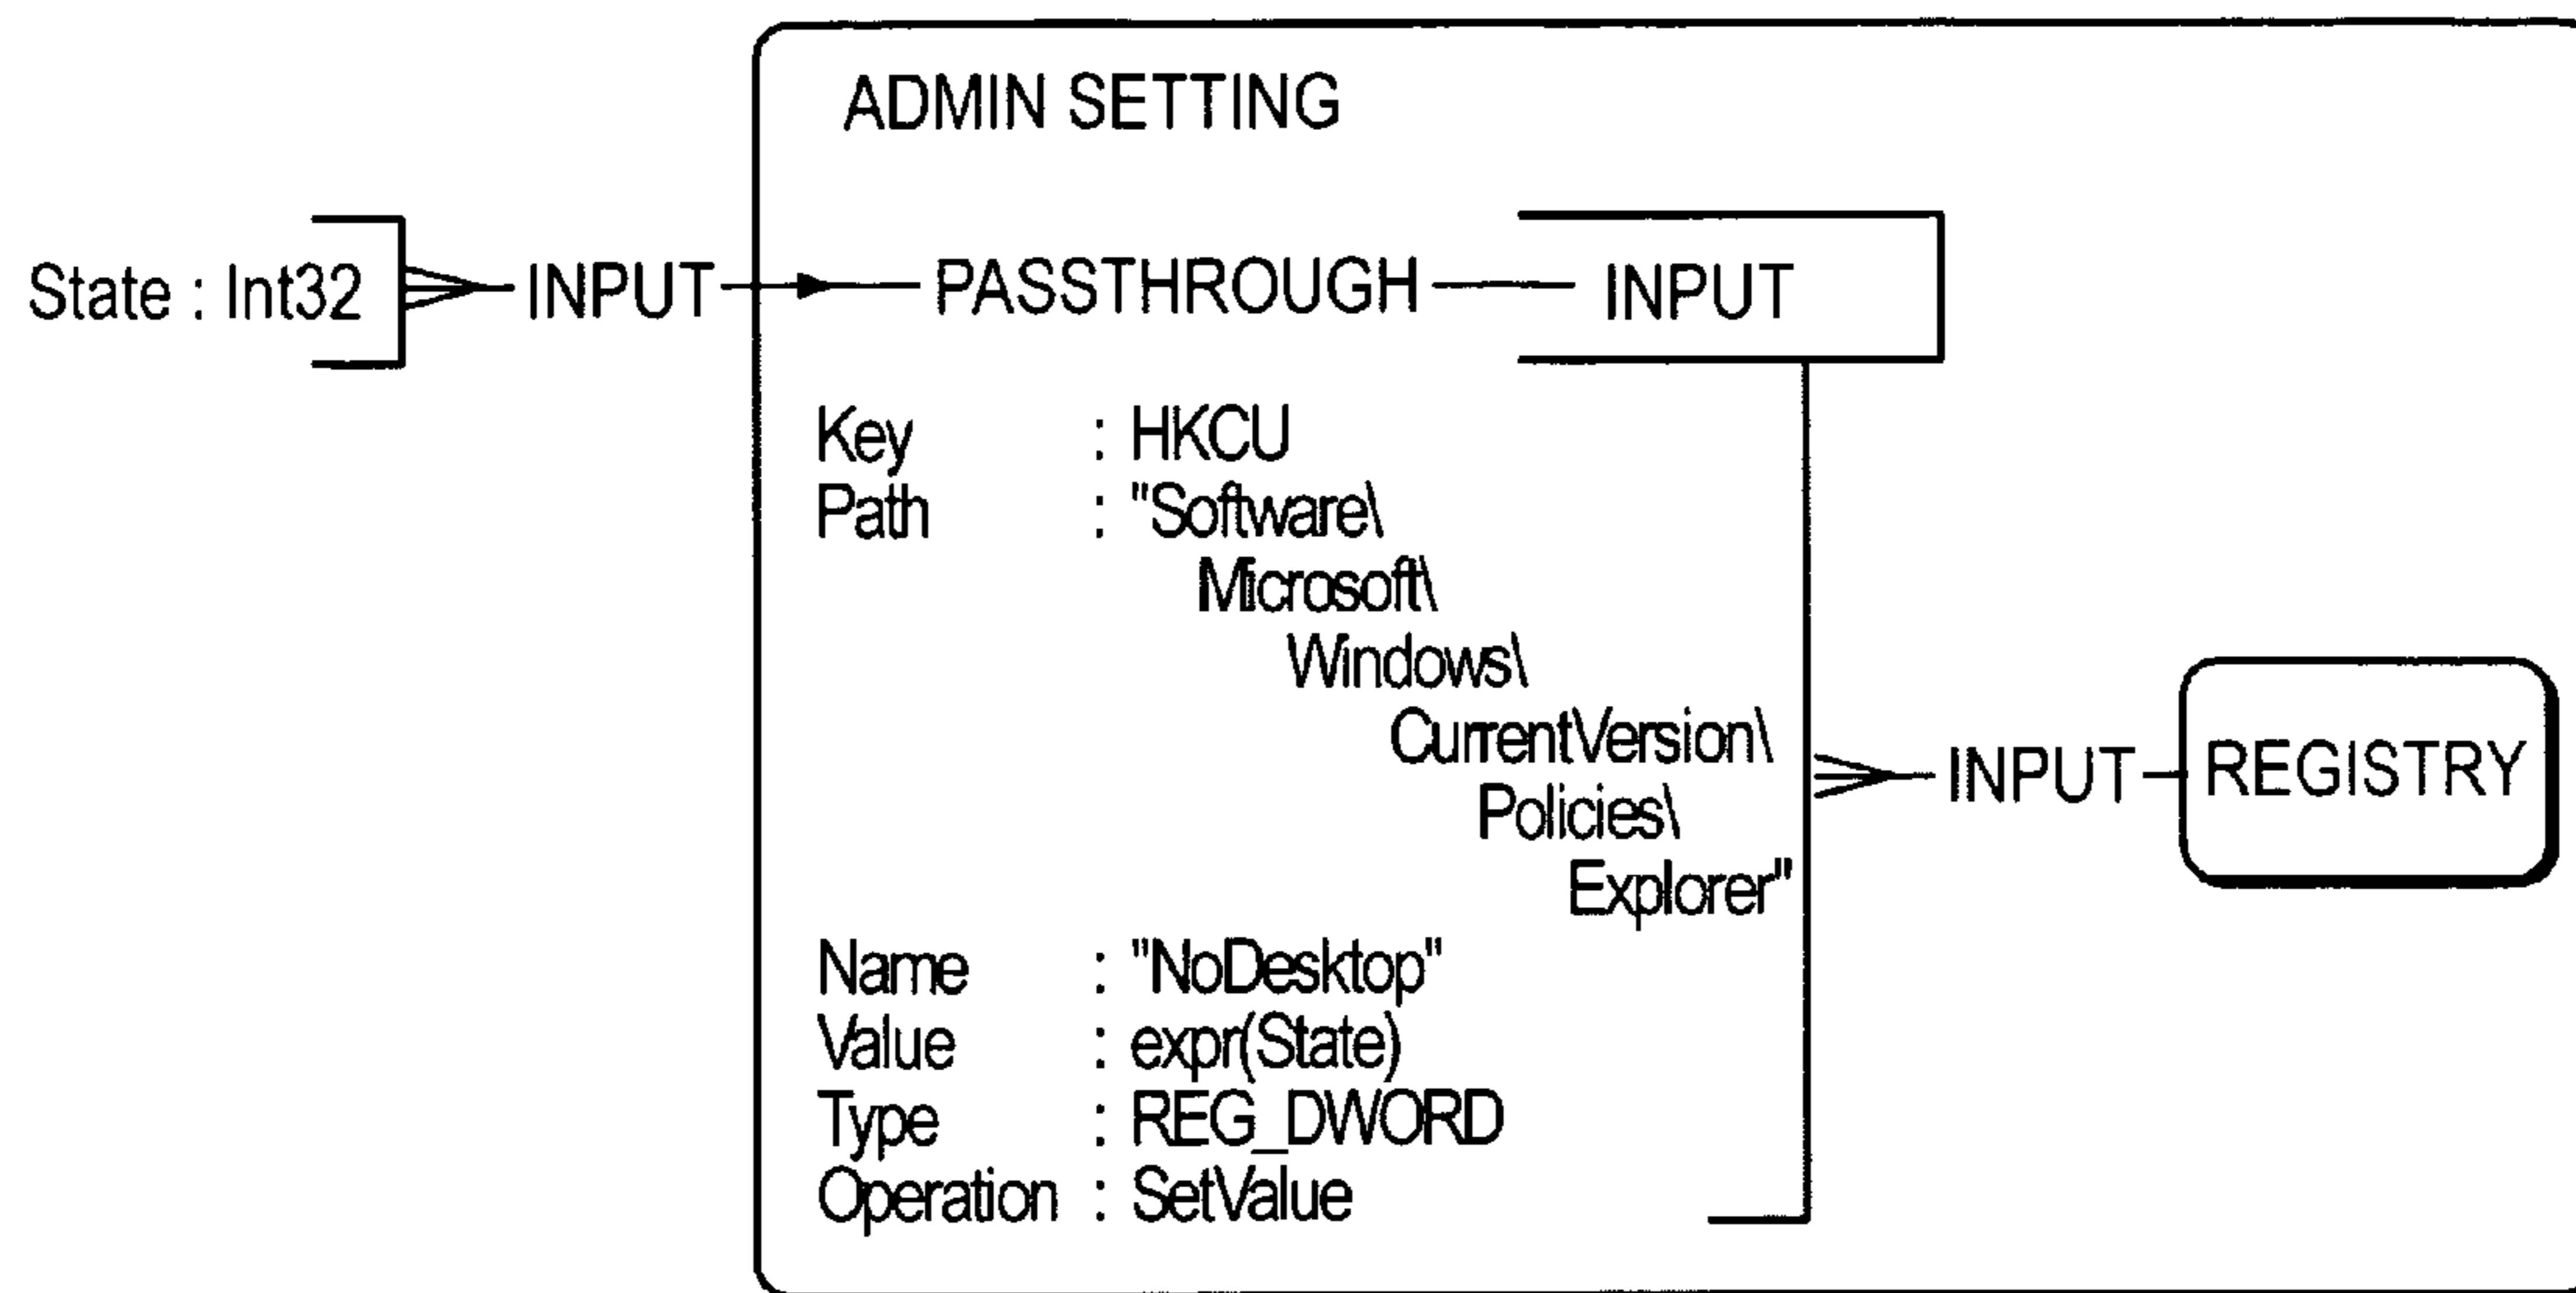 ADMIN SETTING
State : Int32 INPUT PASSTHROUGH INPUT
Key : HKCU
Path : "Software\
Microsoft\
Windows\
CurrentVersion\
Policies\
Explorer"
INPUT REGISTRY
Name : "NoDesktop"
Value : expr(State)
Type : REG_DWORD
Operation : SetValue